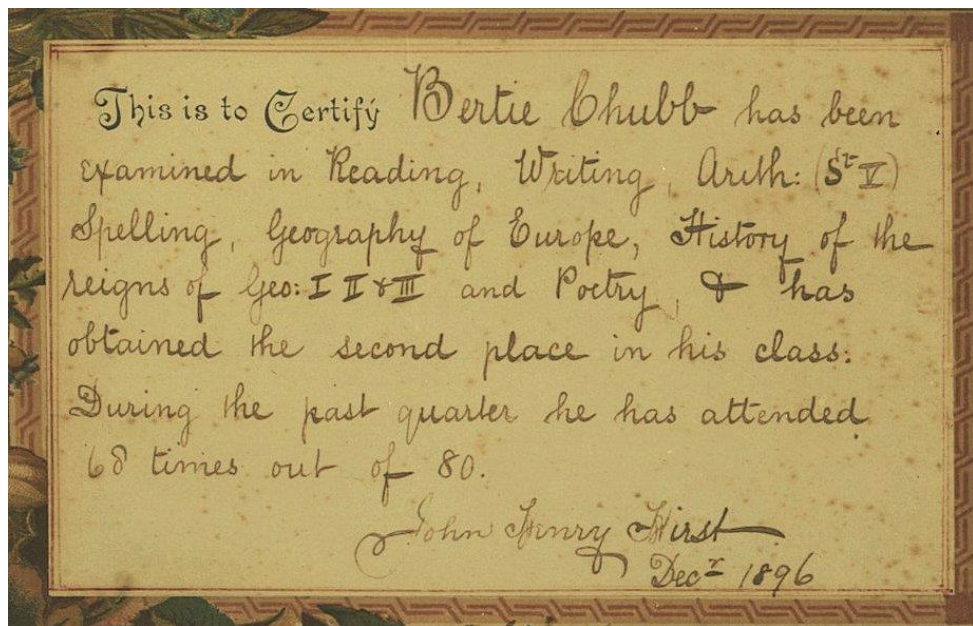 This is to Certify Bertie Chubb has been
examined in Reading, Writing, Arith: (St V)
Spelling, Geography of Europe, History of the
reigns of Geo: I II & III and Poetry, & has
obtained the second place in his class.
During the past quarter he has attended
68 times out of 80.
John Henry Hirst
Decr 1896